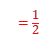 = 1/2